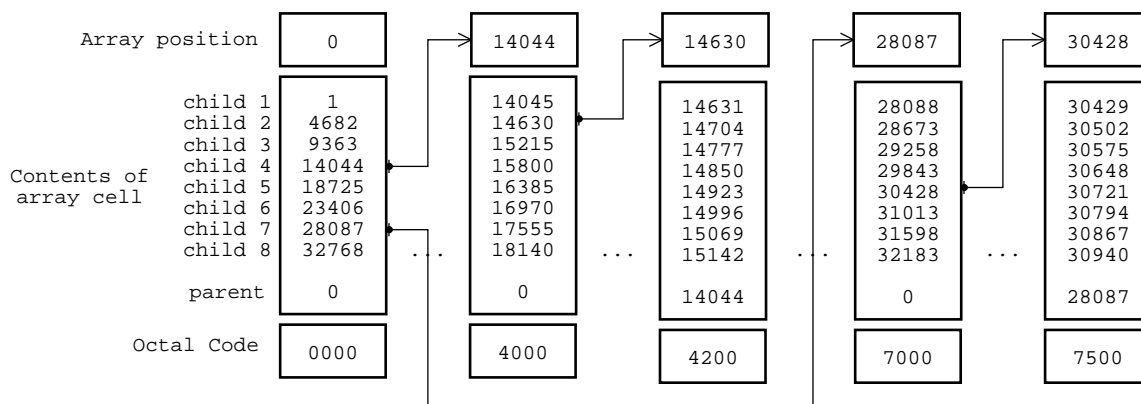 Array position 0 14044 14630 28087 30428
child 1 1 14045 14631 28088 30429
child 2 4682 14630 14704 28673 30502
child 3 9363 15215 14777 29258 30575
child 4 14044 15800 14850 29843 30648
Contents of array cell
child 5 18725 16385 14923 30428 30721
child 6 23406 16970 14996 31013 30794
child 7 28087 17555 15069 31598 30867
child 8 32768 ... 18140 ... 15142 ... 32183 ... 30940
parent 0 0 14044 0 28087
Octal Code 0000 4000 4200 7000 7500